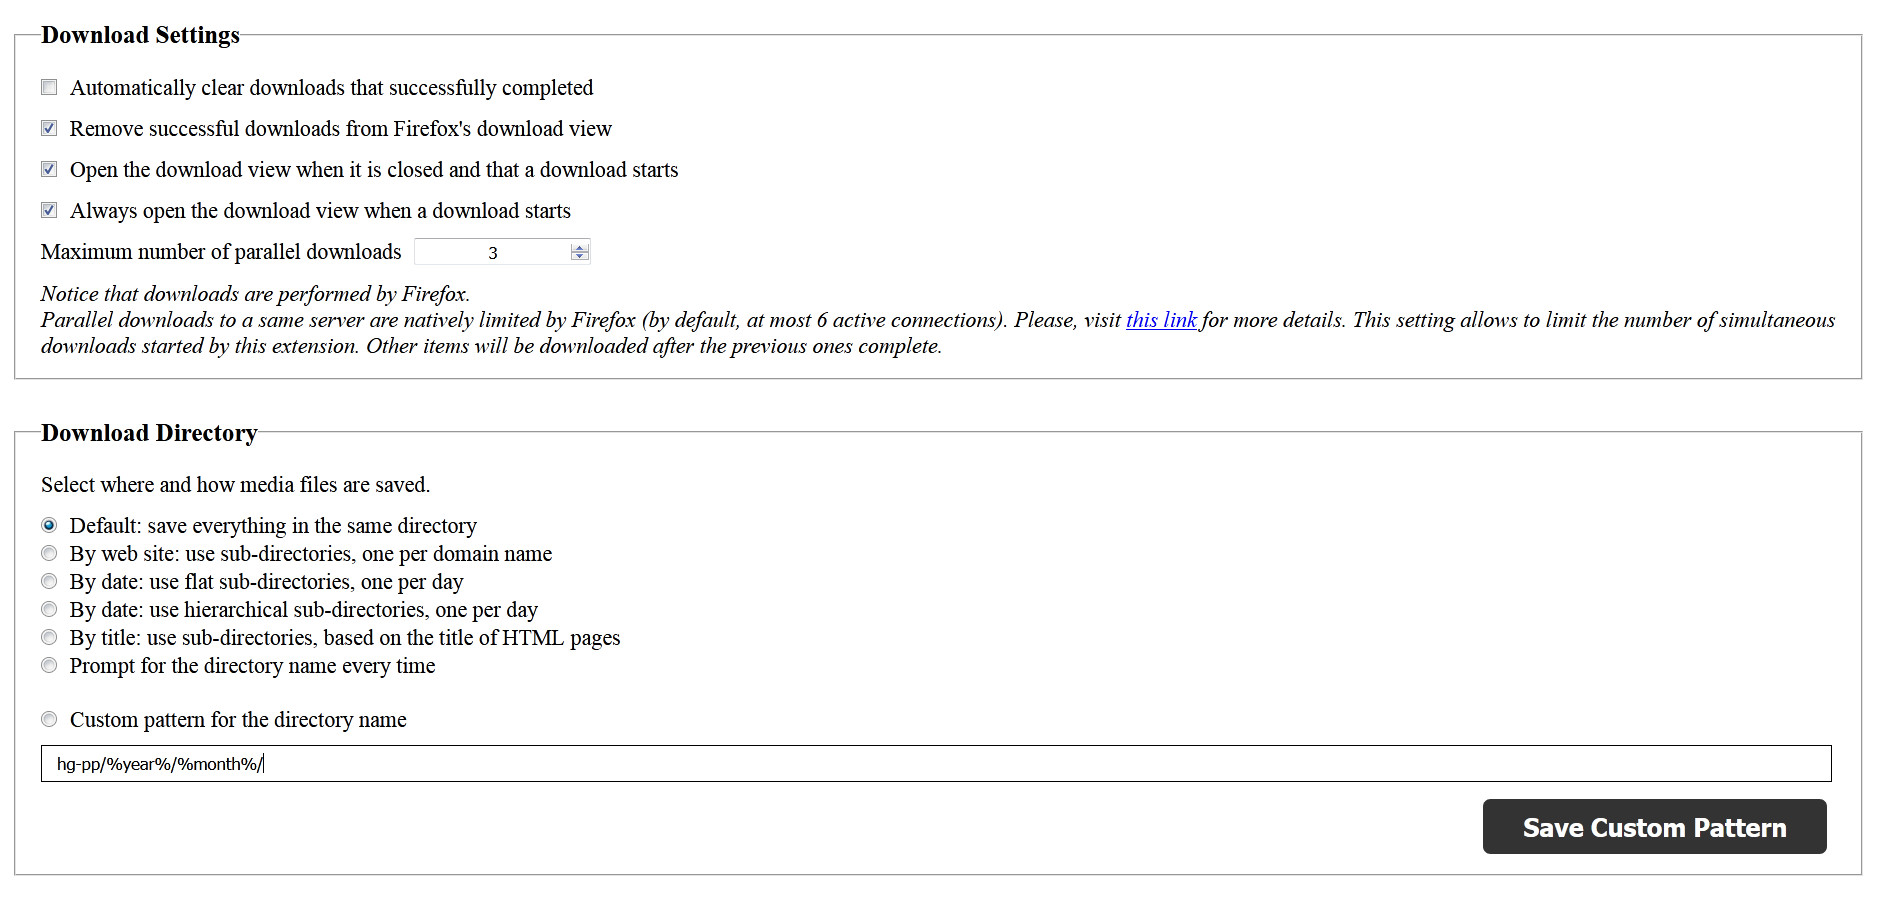 Download Settings
Automatically clear downloads that successfully completed
Remove successful downloads from Firefox's download view
Open the download view when it is closed and that a download starts
Always open the download view when a download starts
Maximum number of parallel downloads 3
Notice that downloads are performed by Firefox.
Parallel downloads to a same server are natively limited by Firefox (by default, at most 6 active connections). Please, visit this link for more details. This setting allows to limit the number of simultaneous
downloads started by this extension. Other items will be downloaded after the previous ones complete.
Download Directory
Select where and how media files are saved.
Default: save everything in the same directory
By web site: use sub-directories, one per domain name
By date: use flat sub-directories, one per day
By date: use hierarchical sub-directories, one per day
By title: use sub-directories, based on the title of HTML pages
Prompt for the directory name every time
Custom pattern for the directory name
hg-pp/%year%/%month%/
Save Custom Pattern